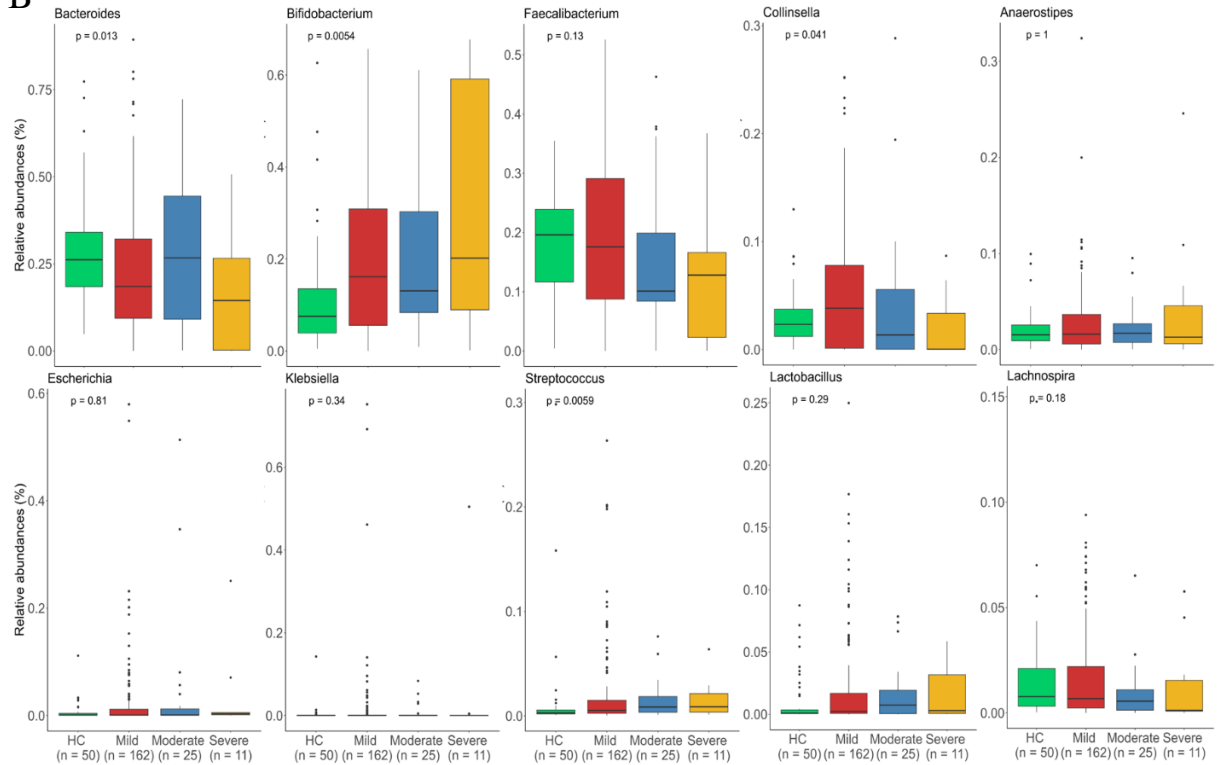 B
Bacteroides
p = 0.013
Relative abundances (%)
0.75
0.50
0.25
0.00
Bifidobacterium
p = 0.0054
0.6
0.4
0.2
0.0
Faecalibacterium
p = 0.13
0.5
0.4
0.3
0.2
0.1
0.0
Collinsella
p = 0.041
0.3
0.2
0.1
0.0
Anaerostipes
p = 1
0.3
0.2
0.1
0.0
Escherichia
p = 0.81
Relative abundances (%)
0.6
0.4
0.2
0.0
HC Mild Moderate Severe
(n = 50) (n = 162) (n = 25) (n = 11)
Klebsiella
p = 0.34
0.6
0.4
0.2
0.0
HC Mild Moderate Severe
(n = 50) (n = 162) (n = 25) (n = 11)
Streptococcus
p = 0.0059
0.3
0.2
0.1
0.0
HC Mild Moderate Severe
(n = 50) (n = 162) (n = 25) (n = 11)
Lactobacillus
p = 0.29
0.25
0.20
0.15
0.10
0.05
0.00
HC Mild Moderate Severe
(n = 50) (n = 162) (n = 25) (n = 11)
Lachnospira
p = 0.18
0.15
0.10
0.05
0.00
HC Mild Moderate Severe
(n = 50) (n = 162) (n = 25) (n = 11)